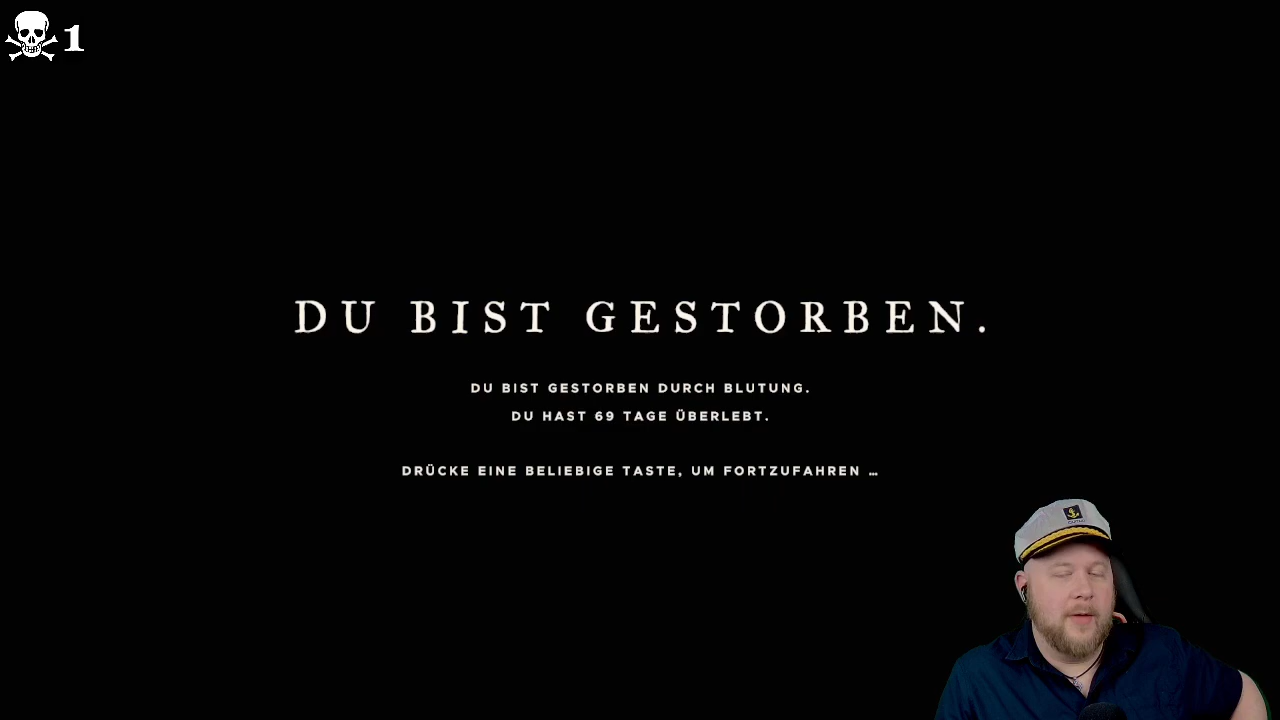 1
DU BIST GESTORBEN.
DU BIST GESTORBEN DURCH BLUTUNG.
DU HAST 69 TAGE ÜBERLEBT.
DRÜCKE EINE BELIEBIGE TASTE, UM FORTZUFAHREN …